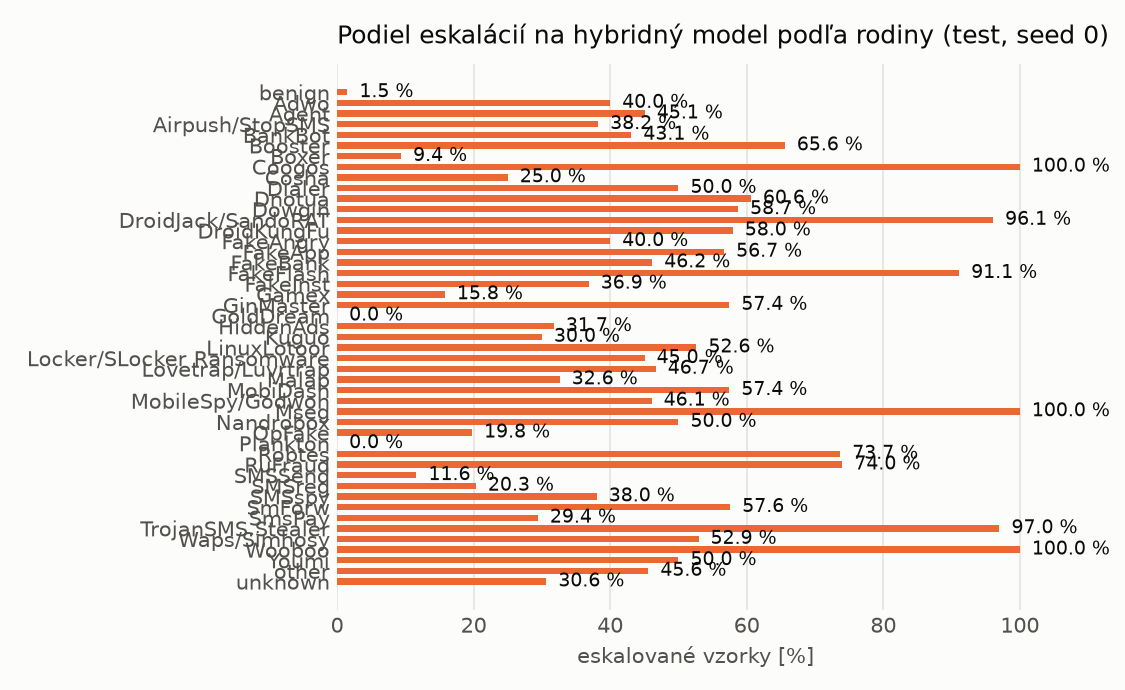 Podiel eskalácií na hybridný model podľa rodiny (test, seed 0)
benign 1.5 %
Adwo 40.0 %
Agent 45.1 %
Airpush/StopSMS 38.2 %
BankBot 43.1 %
Booster 65.6 %
Boxer 9.4 %
Coogos 100.0 %
Cosha 25.0 %
Dialer 50.0 %
Dnotua 60.6 %
Dowgin 58.7 %
DroidJack/SandoRAT 96.1 %
DroidKungFu 58.0 %
FakeAngry 40.0 %
FakeApp 56.7 %
FakeBank 46.2 %
FakeFlash 91.1 %
FakeInst 36.9 %
Gamex 15.8 %
GinMaster 57.4 %
GoldDream 0.0 %
HiddenAds 31.7 %
Kuguo 30.0 %
LinuxLotoor 52.6 %
Locker/SLocker Ransomware 45.0 %
Lovetrap/Luvrtrap 46.7 %
Malap 32.6 %
MobiDash 57.4 %
MobileSpy/Godwon 46.1 %
Mseg 100.0 %
Nandrobox 50.0 %
OpFake 19.8 %
Plankton 0.0 %
Robtes 73.7 %
RuFraud 74.0 %
SMSSend 11.6 %
SMSreg 20.3 %
SMSspy 38.0 %
SmForw 57.6 %
SmsPay 29.4 %
TrojanSMS.Stealer 97.0 %
Waps/Simhosy 52.9 %
Wooboo 100.0 %
Youmi 50.0 %
other 45.6 %
unknown 30.6 %
0 20 40 60 80 100
eskalované vzorky [%]